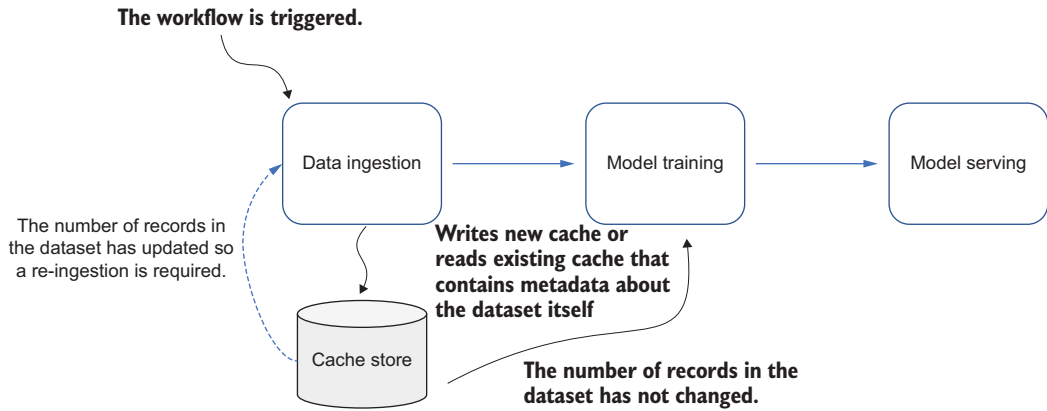 The workflow is triggered.
Data ingestion
Model training
Model serving
The number of records in
the dataset has updated so
a re-ingestion is required.
Writes new cache or
reads existing cache that
contains metadata about
the dataset itself
Cache store
The number of records in the
dataset has not changed.